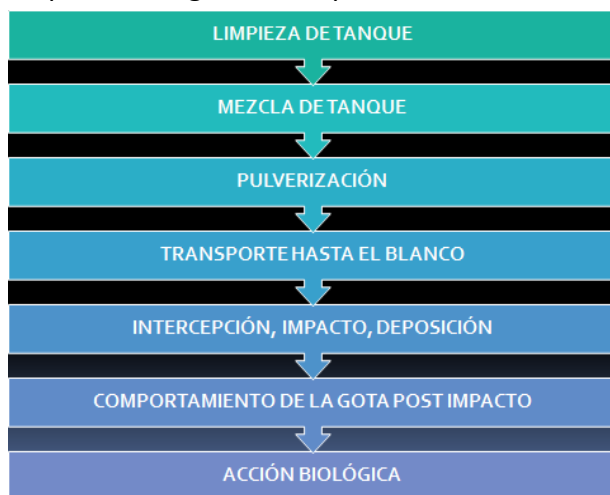 LIMPIEZA DE TANQUE
MEZCLA DE TANQUE
PULVERIZACIÓN
TRANSPORTE HASTA EL BLANCO
INTERCEPCIÓN, IMPACTO, DEPOSICIÓN
COMPORTAMIENTO DE LA GOTA POST IMPACTO
ACCIÓN BIOLÓGICA